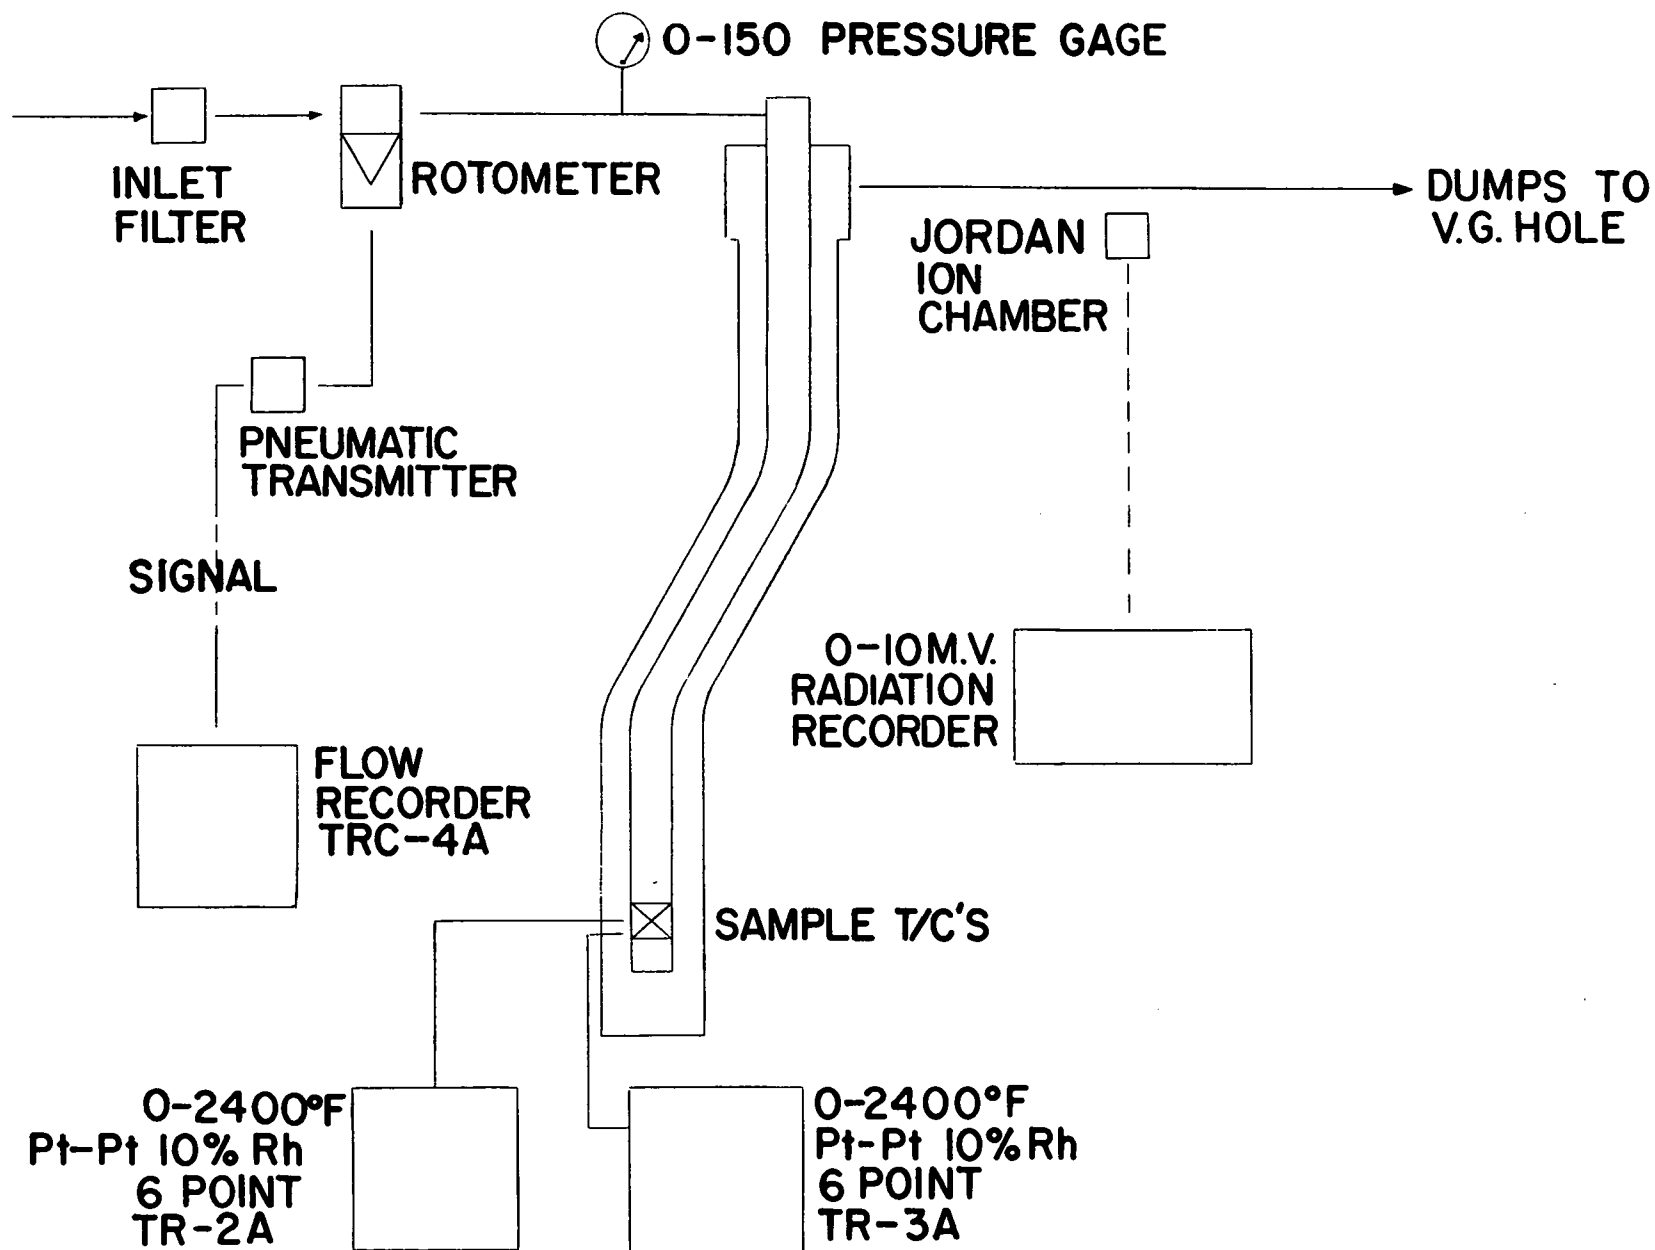 0-150 PRESSURE GAGE
INLET
FILTER
ROTOMETER
DUMPS TO
V.G. HOLE
JORDAN
ION
CHAMBER
PNEUMATIC
TRANSMITTER
SIGNAL
0-10 M.V.
RADIATION
RECORDER
FLOW
RECORDER
TRC-4A
SAMPLE T/C'S
0-2400°F
Pt-Pt 10% Rh
6 POINT
TR-2A
0-2400°F
Pt-Pt 10% Rh
6 POINT
TR-3A